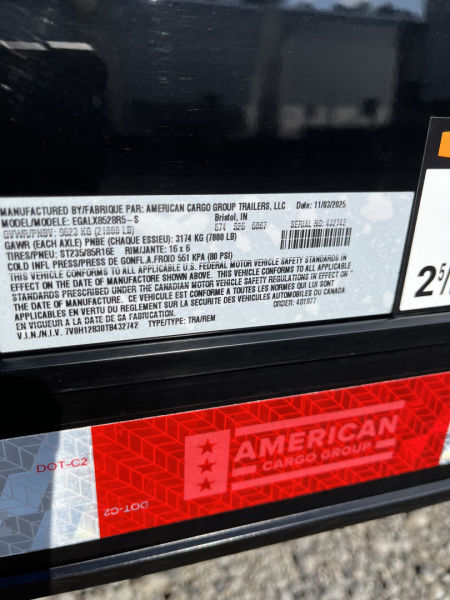 MANUFACTURED BY/FABRIQUE PAR: AMERICAN CARGO GROUP TRAILERS, LLC Date: 11/03/2025
MODEL/MODELE: EGALX8528R5-S Bristol, IN
GVWR/PNBV: 9523 KG (21000 LB) 574 826 SERIAL NO: 432742
GAWR (EACH AXLE) PNBE (CHAQUE ESSIEU): 3174 KG (7000 LB)
TIRES/PNEU: ST235/85R16E RIM/JANTE: 16 x 6
COLD INFL PRESS/PRESS DE GONFL.A.FROID 551 KPA (80 PSI)
THIS VEHICLE CONFORMS TO ALL APPLICABLE U.S. FEDERAL MOTOR VEHICLE SAFETY STANDARDS IN
EFFECT ON THE DATE OF MANUFACTURE SHOWN ABOVE. THIS VEHICLE CONFORMS TO ALL APPLICABLE
STANDARDS PRESCRIBED UNDER THE CANADIAN MOTOR VEHICLE SAFETY REGULATIONS IN EFFECT ON
THE DATE OF MANUFACTURE. CE VEHICULE EST CONFORME A TOUTES LES NORMES QUI LUI SONT
APPLICABLES EN VERTU DU REGLEMENT SUR LA SECURITE DES VEHICULES AUTOMOBILES DU CANADA
EN VIGUEUR A LA DATE DE SA FABRICATION. ORDER: 401977
V.I.N./N.I.V. 7V0H12830TB432742 TYPE/TYPE: TRA/REM
2 5/
DOT-C2
AMERICAN
CARGO GROUP
DOT-C2